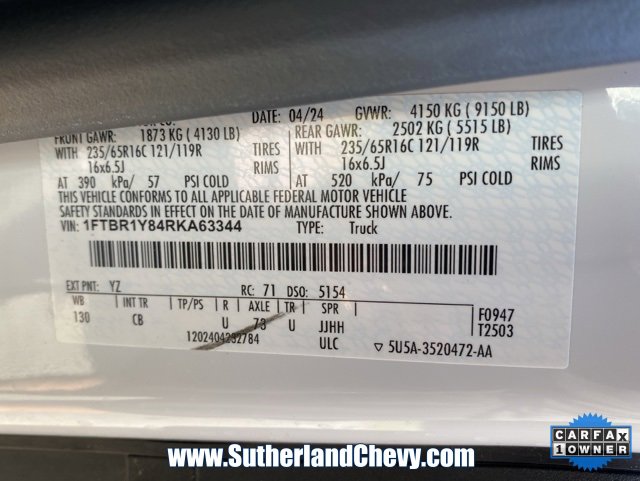 DATE: 04/24 GVWR: 4150 KG ( 9150 LB)
FRONT GAWR: 1873 KG ( 4130 LB) REAR GAWR: 2502 KG ( 5515 LB)
WITH 235/65R16C 121/119R TIRES WITH 235/65R16C 121/119R TIRES
16x6.5J RIMS 16x6.5J RIMS
AT 390 kPa/ 57 PSI COLD AT 520 kPa/ 75 PSI COLD
THIS VEHICLE CONFORMS TO ALL APPLICABLE FEDERAL MOTOR VEHICLE
SAFETY STANDARDS IN EFFECT ON THE DATE OF MANUFACTURE SHOWN ABOVE.
VIN: 1FTBR1Y84RKA63344 TYPE: Truck
EXT PNT: YZ RC: 71 DSO: 5154
WB INT TR TP/PS R AXLE TR SPR F0947
130 CB U 73 U JJHH T2503
1202404232784 ULC ▽ 5U5A-3520472-AA
CARFAX
1 OWNER
www.SutherlandChevy.com